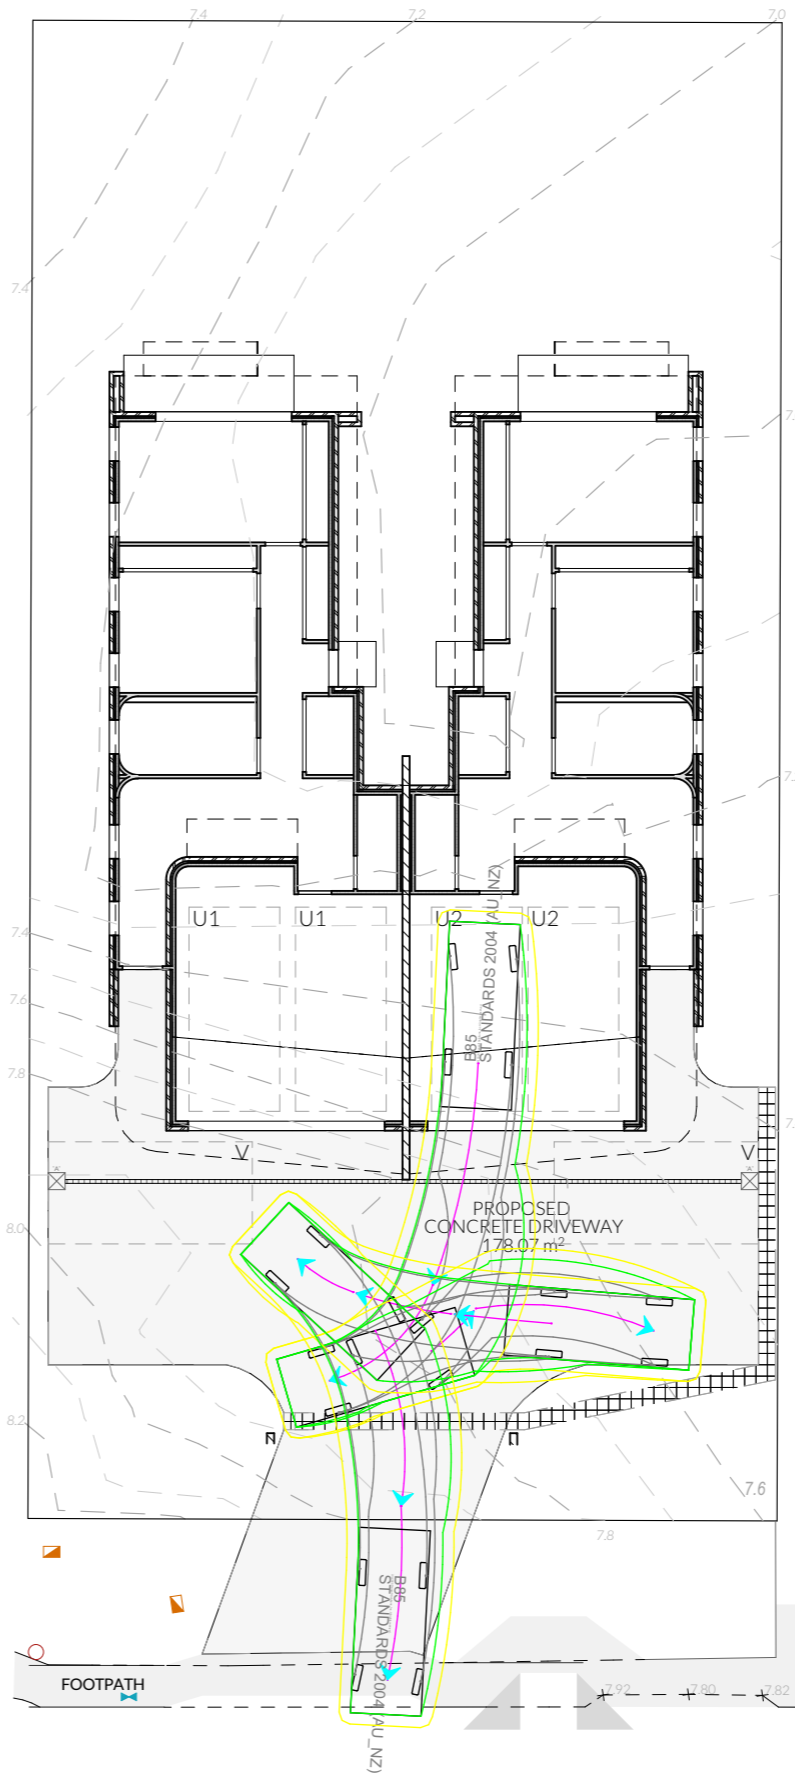 7.4
7.2
7.0
7.4
U1
U1
U2
U2
B85
STANDARDS 2004 (AU_NZ)
7.4
7.6
7.8
V
V
PROPOSED
CONCRETE DRIVEWAY
178.07 m²
8.0
8.2
7.6
7.8
B85
STANDARDS 2004 (AU_NZ)
FOOTPATH
7.92
7.80
7.82